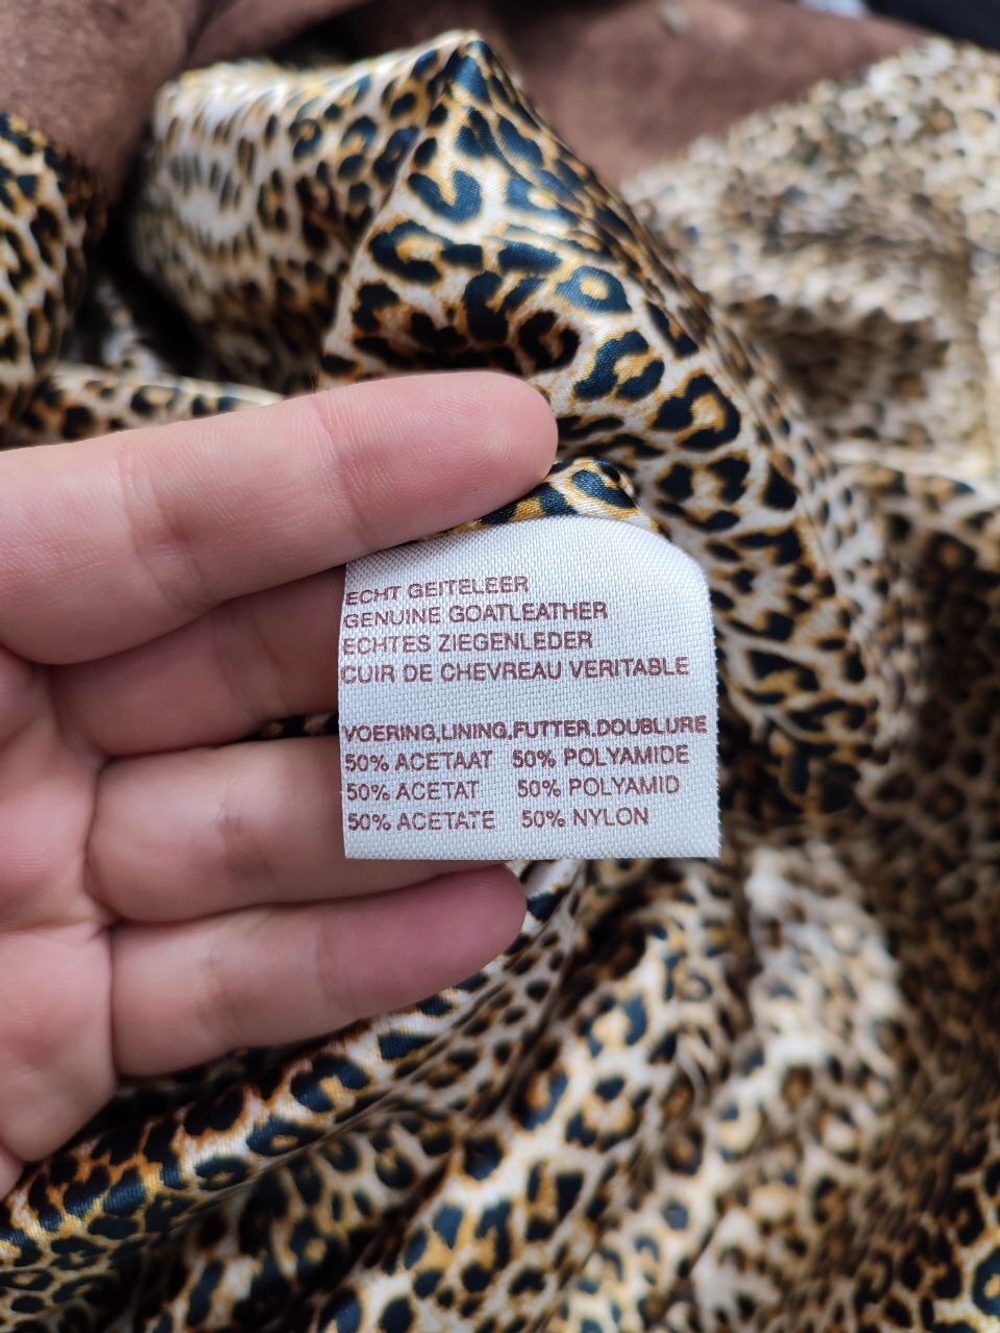 ECHT GEITELEER
GENUINE GOATLEATHER
ECHTES ZIEGENLEDER
CUIR DE CHEVREAU VERITABLE
VOERING,LINING,FUTTER.DOUBLURE
50% ACETAAT 50% POLYAMIDE
50% ACETAT 50% POLYAMID
50% ACETATE 50% NYLON